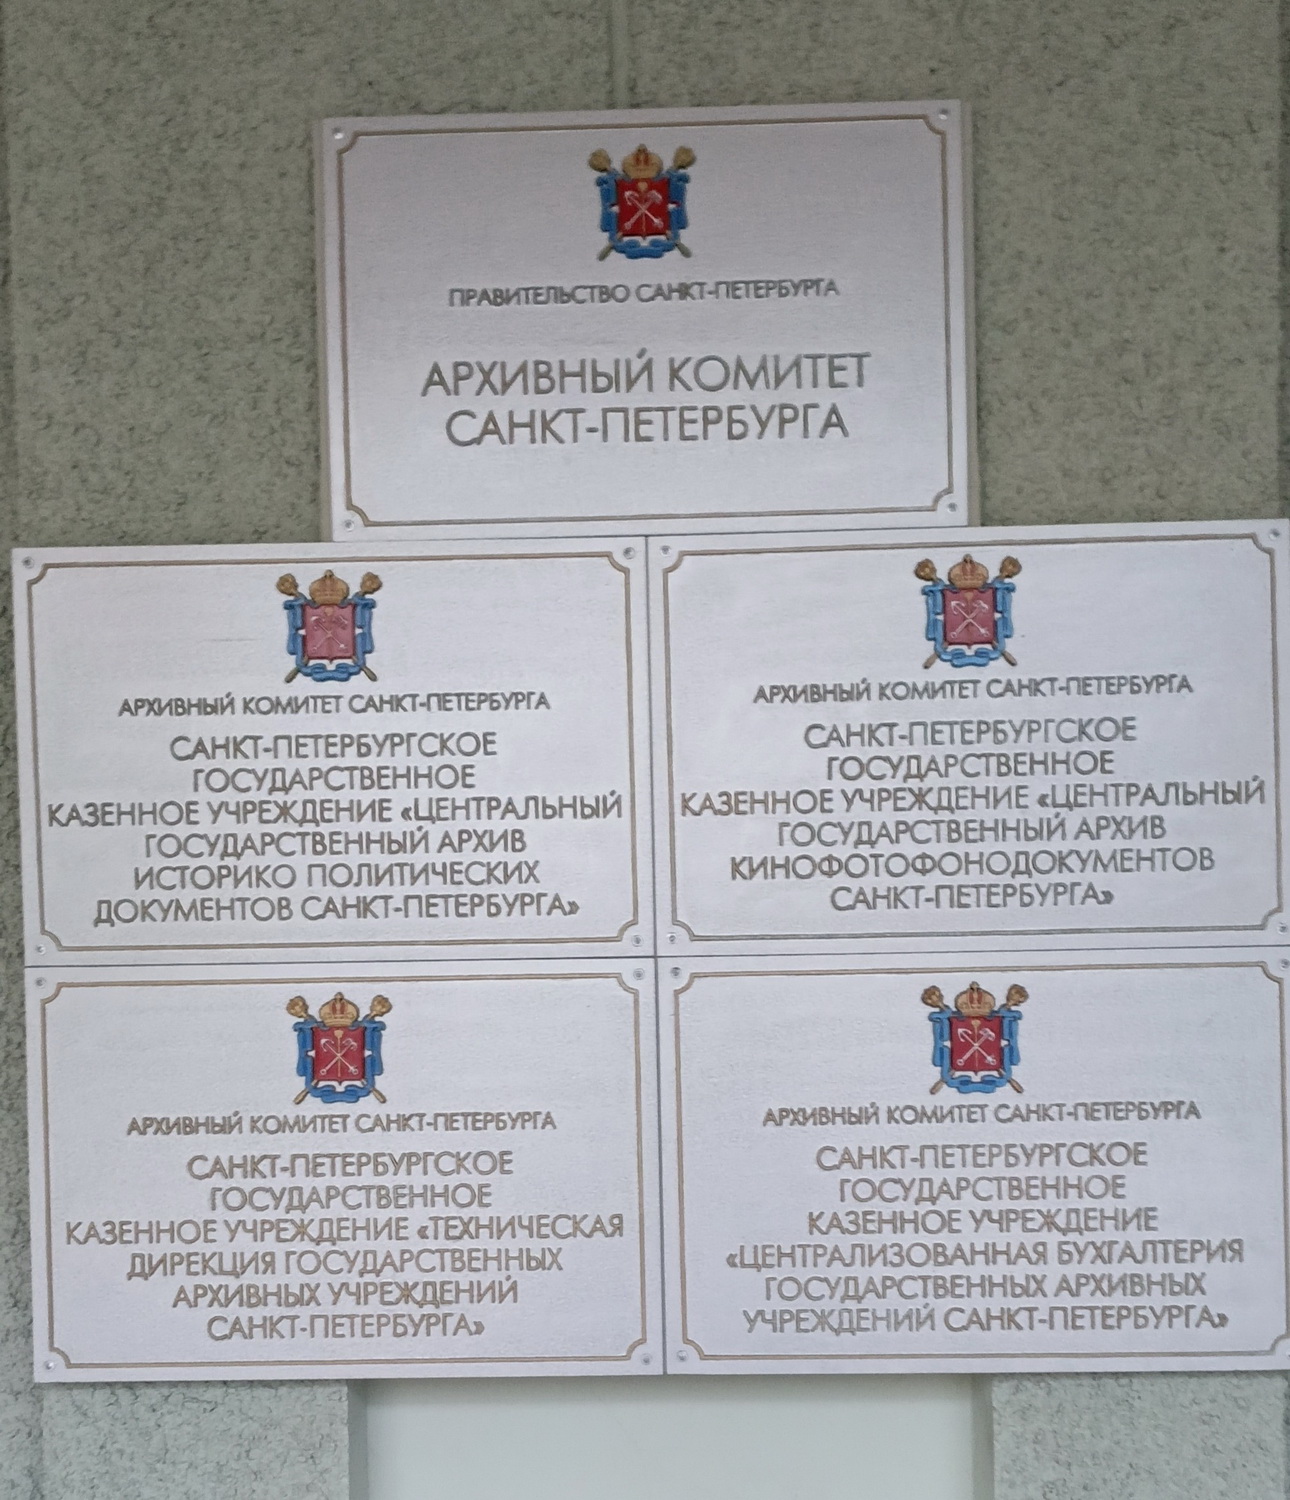 ПРАВИТЕЛЬСТВО САНКТ-ПЕТЕРБУРГА
АРХИВНЫЙ КОМИТЕТ
САНКТ-ПЕТЕРБУРГА
АРХИВНЫЙ КОМИТЕТ САНКТ-ПЕТЕРБУРГА
САНКТ-ПЕТЕРБУРГСКОЕ
ГОСУДАРСТВЕННОЕ
КАЗЕННОЕ УЧРЕЖДЕНИЕ «ЦЕНТРАЛЬНЫЙ
ГОСУДАРСТВЕННЫЙ АРХИВ
ИСТОРИКО ПОЛИТИЧЕСКИХ
ДОКУМЕНТОВ САНКТ-ПЕТЕРБУРГА»
АРХИВНЫЙ КОМИТЕТ САНКТ-ПЕТЕРБУРГА
САНКТ-ПЕТЕРБУРГСКОЕ
ГОСУДАРСТВЕННОЕ
КАЗЕННОЕ УЧРЕЖДЕНИЕ «ЦЕНТРАЛЬНЫЙ
ГОСУДАРСТВЕННЫЙ АРХИВ
КИНОФОТОФОНОДОКУМЕНТОВ
САНКТ-ПЕТЕРБУРГА»
АРХИВНЫЙ КОМИТЕТ САНКТ-ПЕТЕРБУРГА
САНКТ-ПЕТЕРБУРГСКОЕ
ГОСУДАРСТВЕННОЕ
КАЗЕННОЕ УЧРЕЖДЕНИЕ «ТЕХНИЧЕСКАЯ
ДИРЕКЦИЯ ГОСУДАРСТВЕННЫХ
АРХИВНЫХ УЧРЕЖДЕНИЙ
САНКТ-ПЕТЕРБУРГА»
АРХИВНЫЙ КОМИТЕТ САНКТ-ПЕТЕРБУРГА
САНКТ-ПЕТЕРБУРГСКОЕ
ГОСУДАРСТВЕННОЕ
КАЗЕННОЕ УЧРЕЖДЕНИЕ
«ЦЕНТРАЛИЗОВАННАЯ БУХГАЛТЕРИЯ
ГОСУДАРСТВЕННЫХ АРХИВНЫХ
УЧРЕЖДЕНИЙ САНКТ-ПЕТЕРБУРГА»